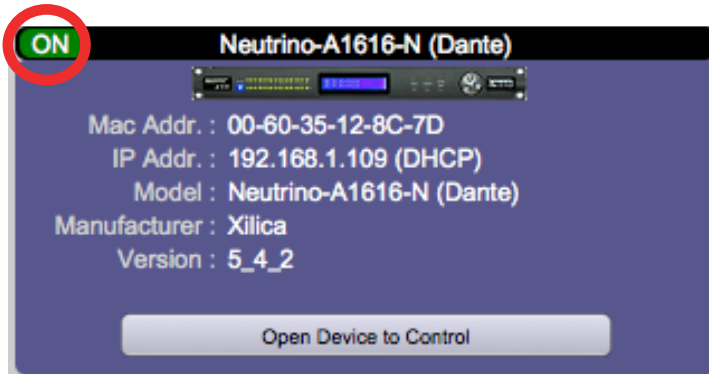 ON Neutrino-A1616-N (Dante)
Mac Addr. : 00-60-35-12-8C-7D
IP Addr. : 192.168.1.109 (DHCP)
Model : Neutrino-A1616-N (Dante)
Manufacturer : Xilica
Version : 5_4_2
Open Device to Control